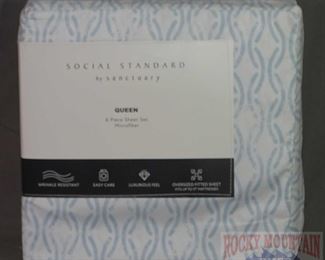 SOCIAL STANDARD
by sanctuary
QUEEN
6 Piece Sheet Set
Microfiber
WRINKLE RESISTANT
EASY CARE
LUXURIOUS FEEL
OVERSIZED FITTED SHEET
ROCKY MOUNTAIN